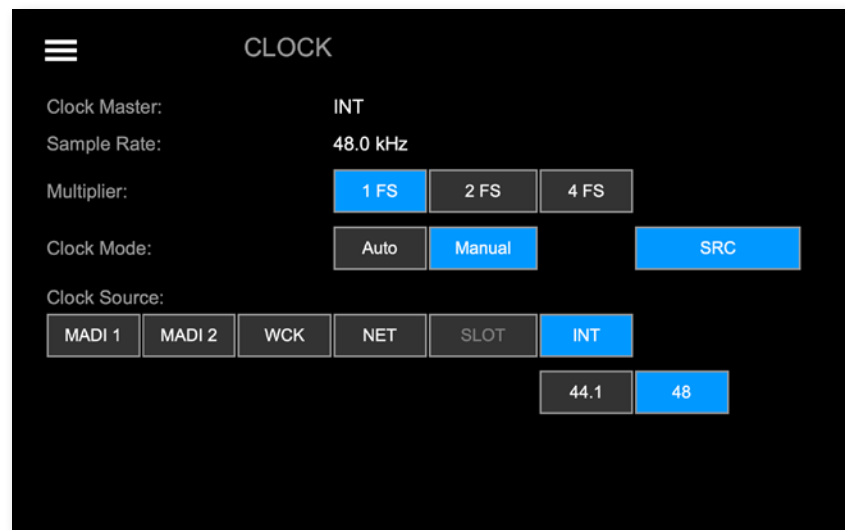 CLOCK
Clock Master: INT
Sample Rate: 48.0 kHz
Multiplier: 1 FS 2 FS 4 FS
Clock Mode: Auto Manual SRC
Clock Source:
MADI 1 MADI 2 WCK NET SLOT INT
44.1 48